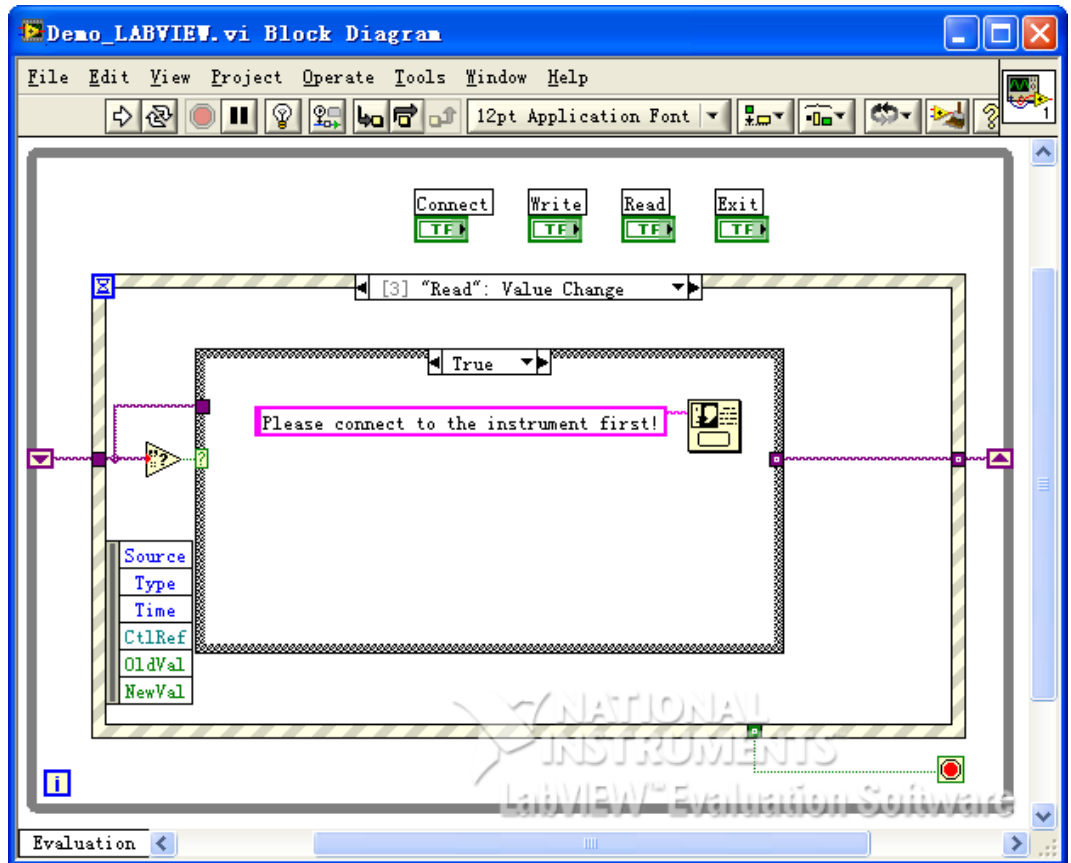 Demo_LABVIEW.vi Block Diagram
File Edit View Project Operate Tools Window Help
12pt Application Font
1
Connect Write Read Exit
TF TF TF TF
[3] "Read": Value Change
True
Please connect to the instrument first!
"?
?
Source
Type
Time
CtlRef
OldVal
NewVal
NATIONAL
INSTRUMENTS
i
LabVIEW™ Evaluation Software
Evaluation